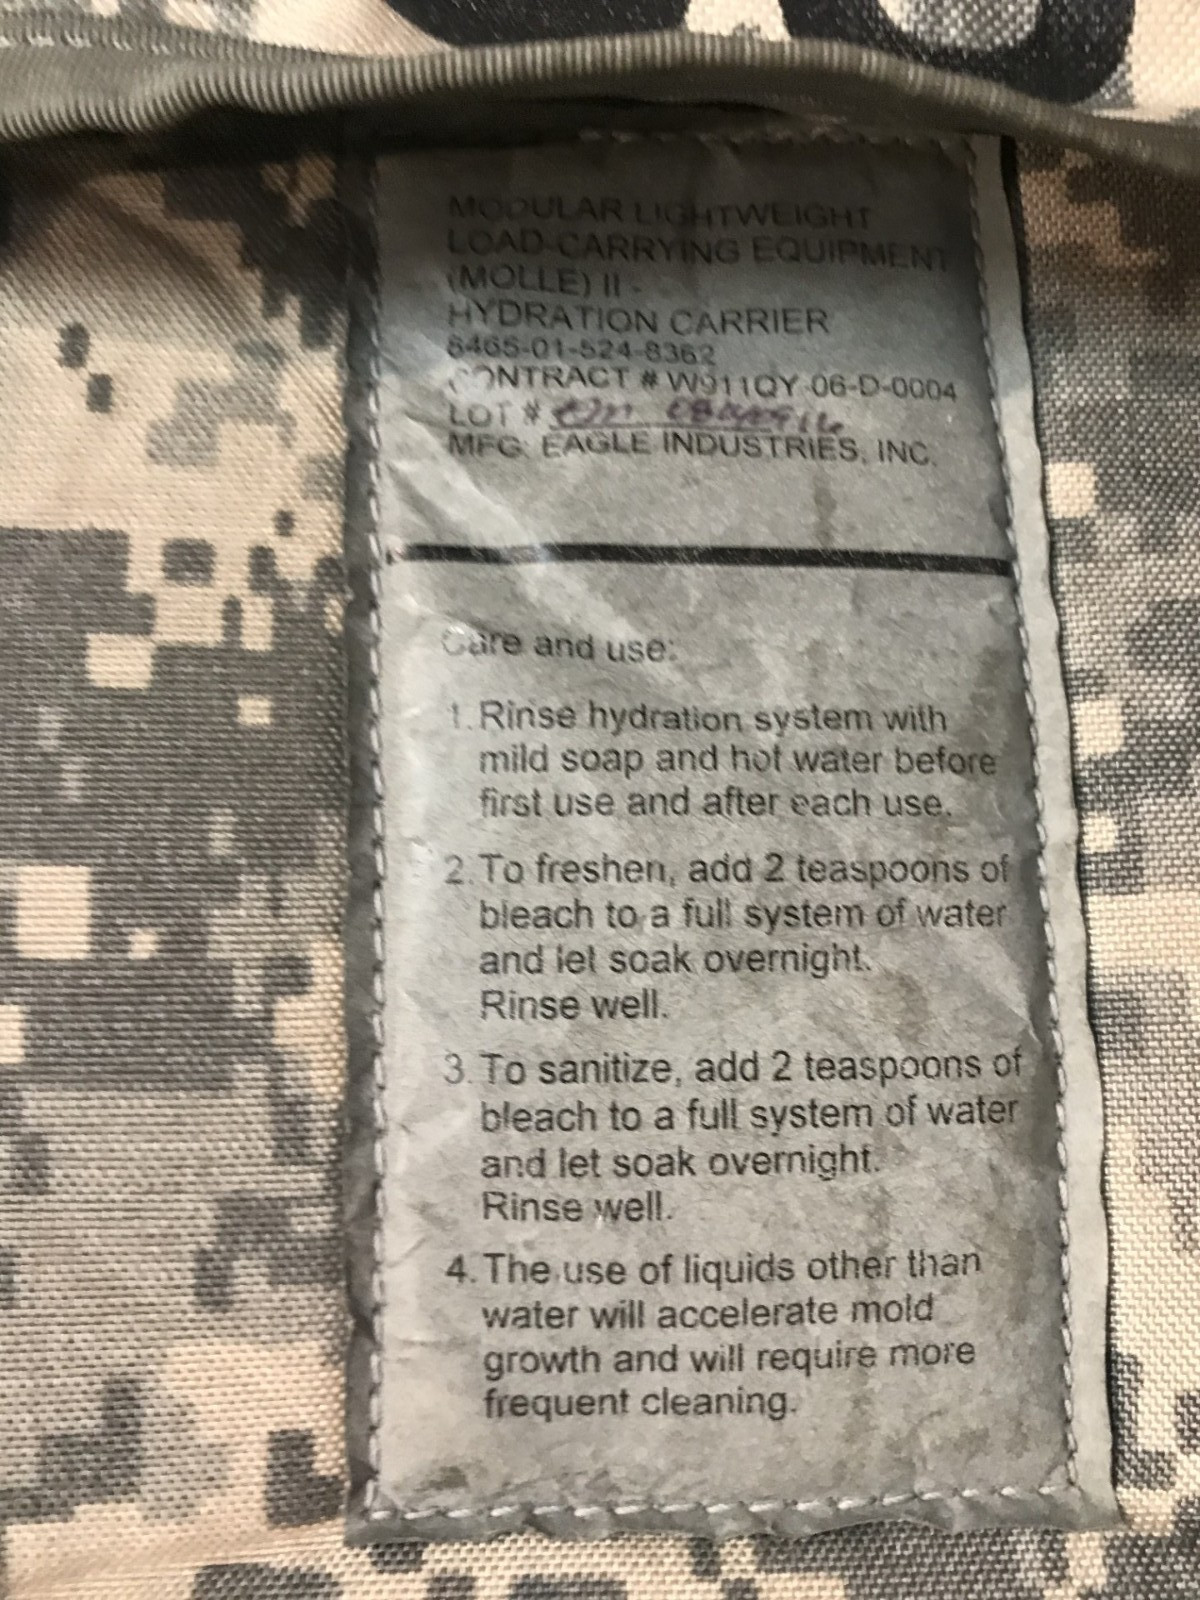 MODULAR LIGHTWEIGHT
LOAD-CARRYING EQUIPMENT
(MOLLE) II -
HYDRATION CARRIER
8465-01-524-8362
CONTRACT # W911QY-06-D-0004
LOT #
MFG: EAGLE INDUSTRIES, INC.
Care and use:
1. Rinse hydration system with
mild soap and hot water before
first use and after each use.
2. To freshen, add 2 teaspoons of
bleach to a full system of water
and let soak overnight.
Rinse well.
3. To sanitize, add 2 teaspoons of
bleach to a full system of water
and let soak overnight.
Rinse well.
4. The use of liquids other than
water will accelerate mold
growth and will require more
frequent cleaning.